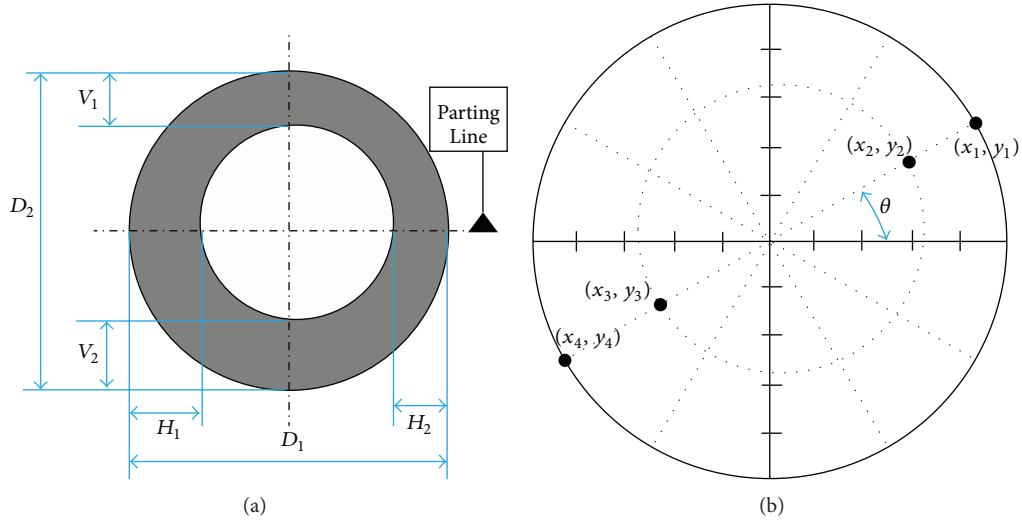 V1
Parting
Line
D2
V2
H1
H2
D1
(a)
(x1, y1)
(x2, y2)
θ
(x3, y3)
(x4, y4)
(b)